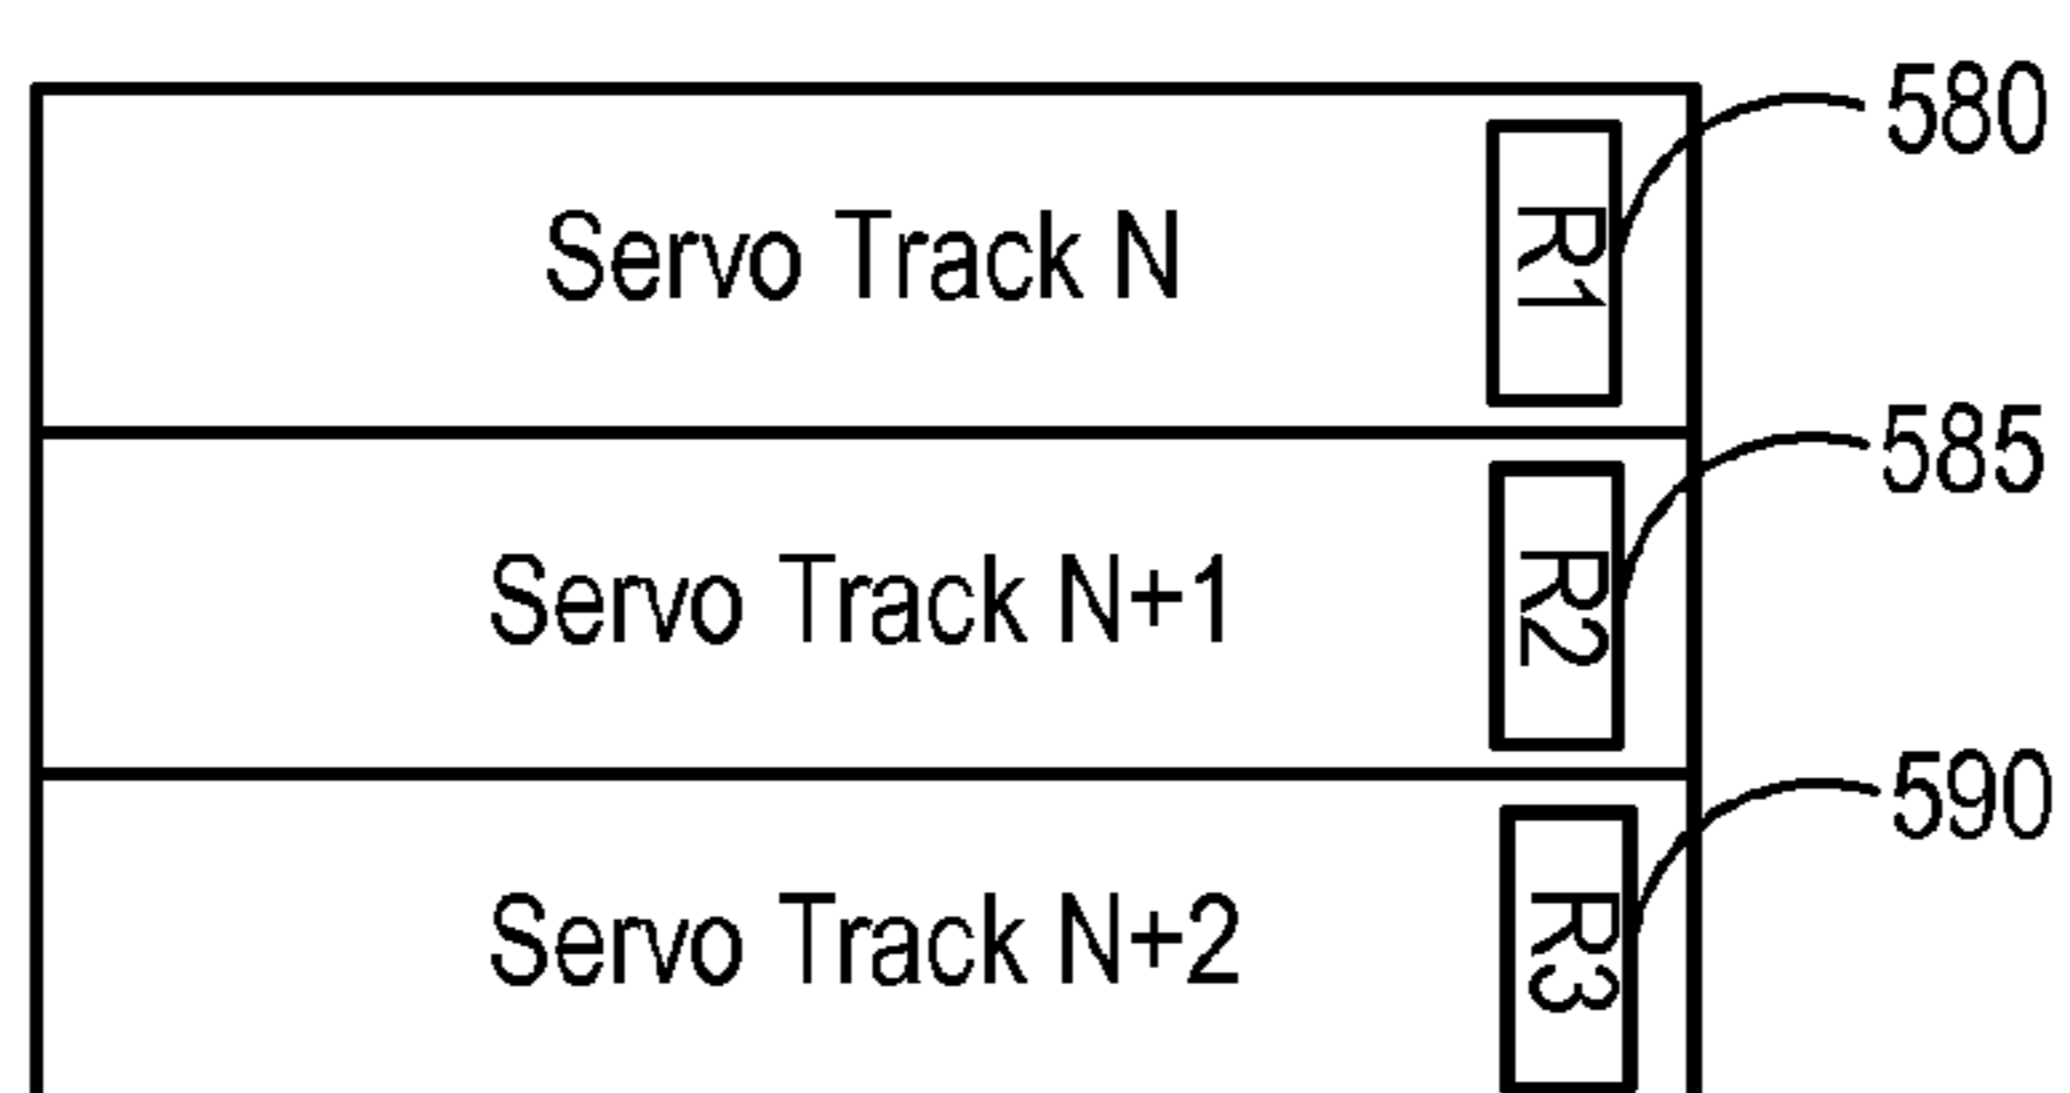 580
Servo Track N
R1
585
Servo Track N+1
R2
590
Servo Track N+2
R3